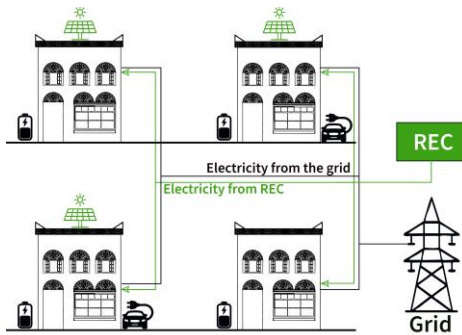 REC
Electricity from the grid
Electricity from REC
Grid